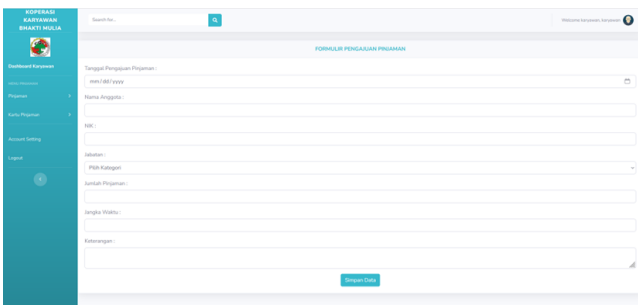 KOPERASI
KARYAWAN
BHAKTI MULIA
Search for...
Welcome karyawan, karyawan
Dashboard Karyawan
Pinjaman
Kartu Pinjaman
Account Setting
Logout
FORMULIR PENGAJUAN PINJAMAN
Tanggal Pengajuan Pinjaman :
mm/dd/yyyy
Nama Anggota :
NIK :
Jabatan :
Pilih Kategori
Jumlah Pinjaman :
Jangka Waktu :
Keterangan :
Simpan Data